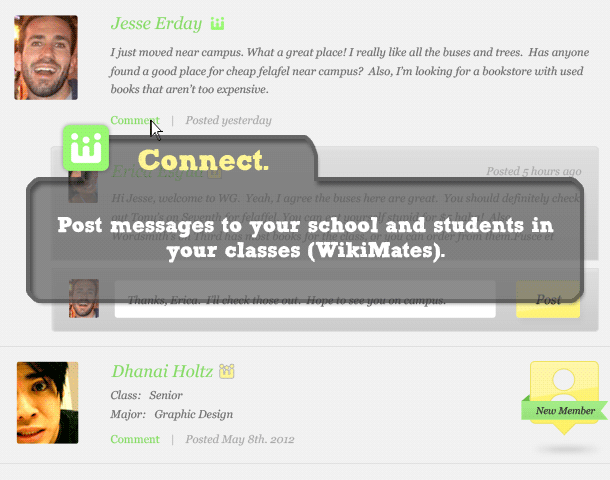 Jesse Erday
I just moved near campus. What a great place! I really like all the buses and trees. Has anyone
found a good place for cheap felafel near campus? Also, I'm looking for a bookstore with used
books that aren't too expensive.
Comment | Posted yesterday
Connect.
Erica
Posted 5 hours ago
Hi Jesse, welcome to WG. Yeah, I agree the buses here are great. You should definitely check
Post messages to your school and students in
your classes (WikiMates).
Thanks, Erica. I'll check those out. Hope to see you on campus.
Post
Dhanai Holtz
Class: Senior
Major: Graphic Design
New Member
Comment | Posted May 8th. 2012